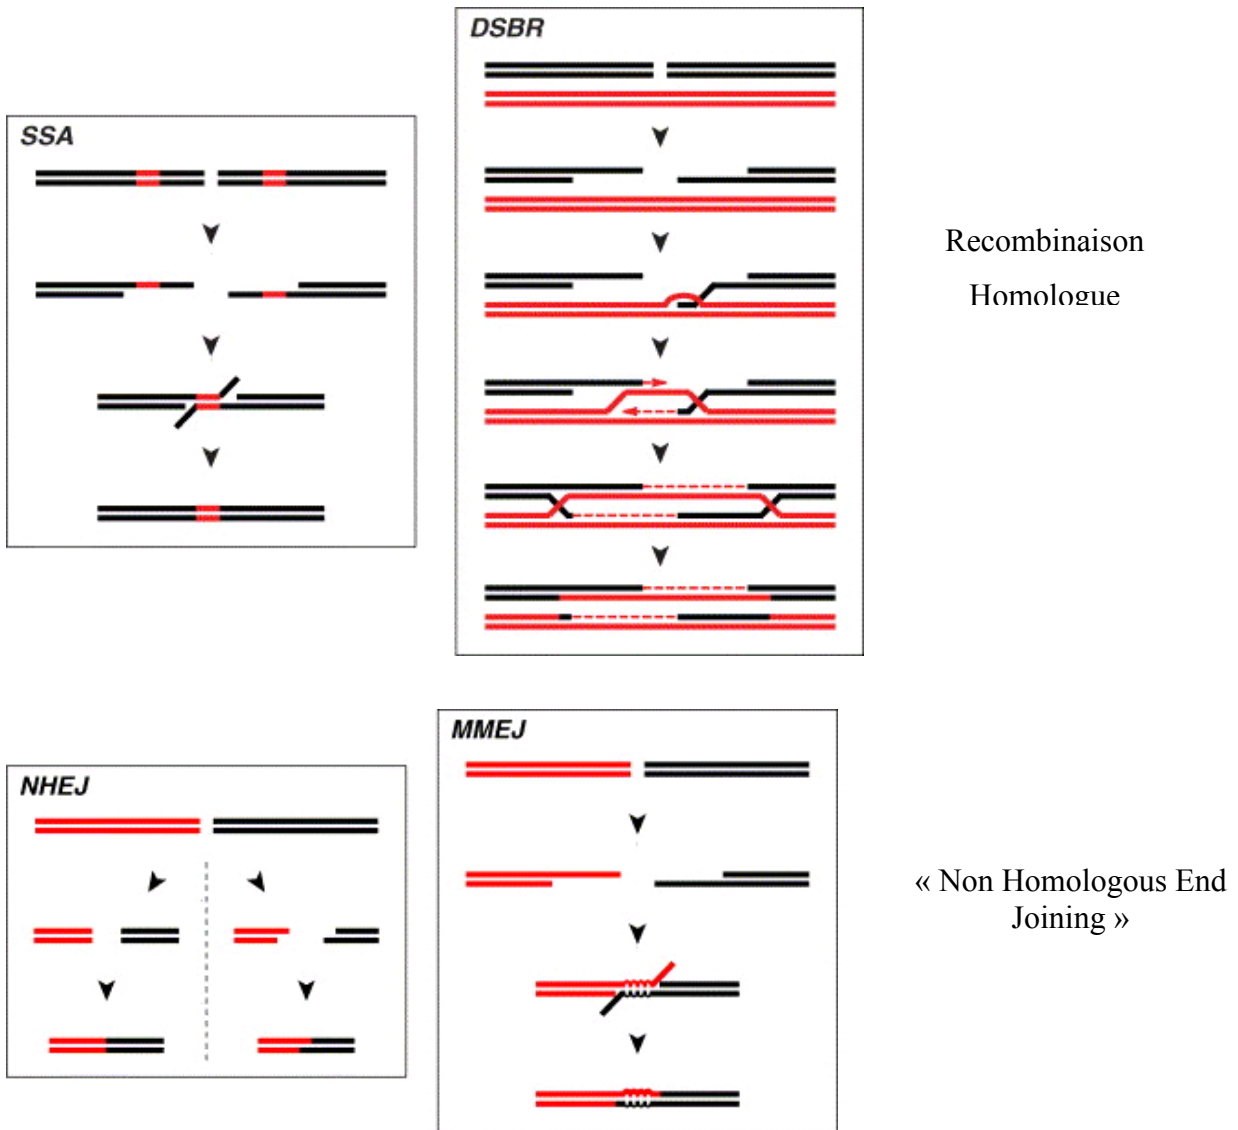 DSBR
SSA
Recombinaison
Homologue
MMEJ
NHEJ
« Non Homologous End
Joining »